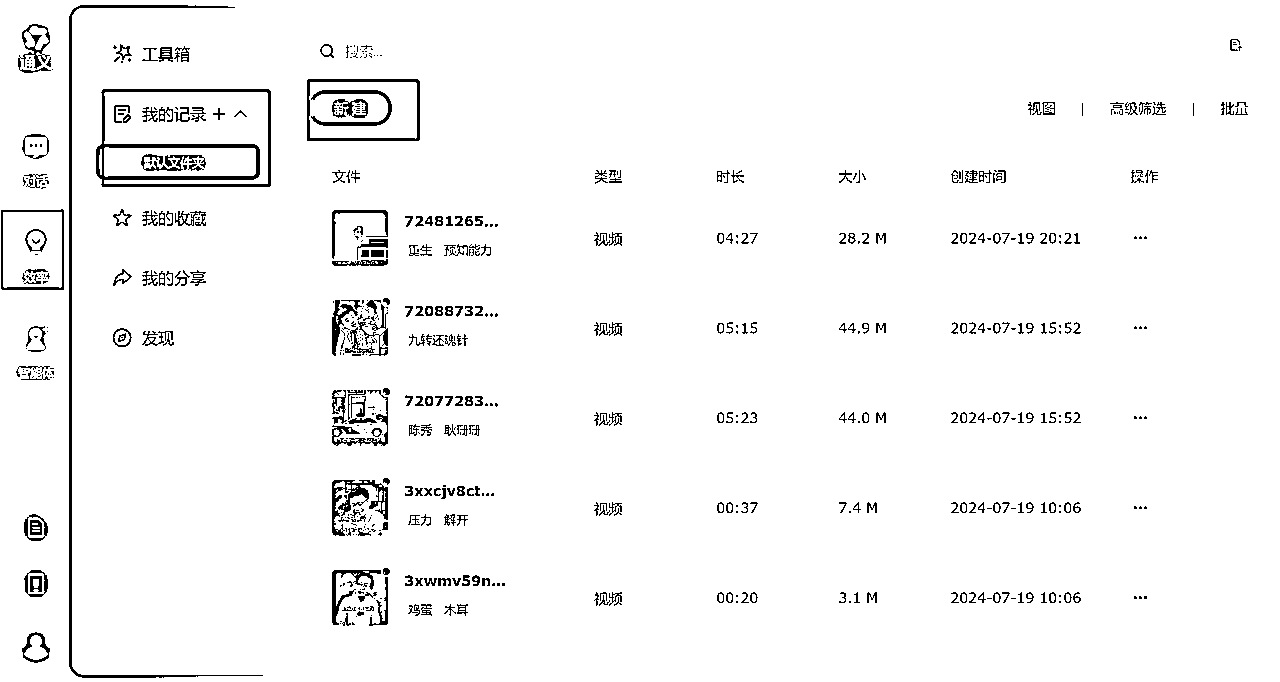 通义
对话
效率
智能体
工具箱
我的记录
默认文件夹
我的收藏
我的分享
发现
搜索...
新建
视图 | 高级筛选 | 批量
文件 类型 时长 大小 创建时间 操作
72481265... 视频 04:27 28.2 M 2024-07-19 20:21 ...
重生 预知能力
72088732... 视频 05:15 44.9 M 2024-07-19 15:52 ...
九转还魂针
72077283... 视频 05:23 44.0 M 2024-07-19 15:52 ...
陈秀 耿珊珊
3xxcjv8ct... 视频 00:37 7.4 M 2024-07-19 10:06 ...
压力 解开
3xwmv59n... 视频 00:20 3.1 M 2024-07-19 10:06 ...
鸡蛋 木耳